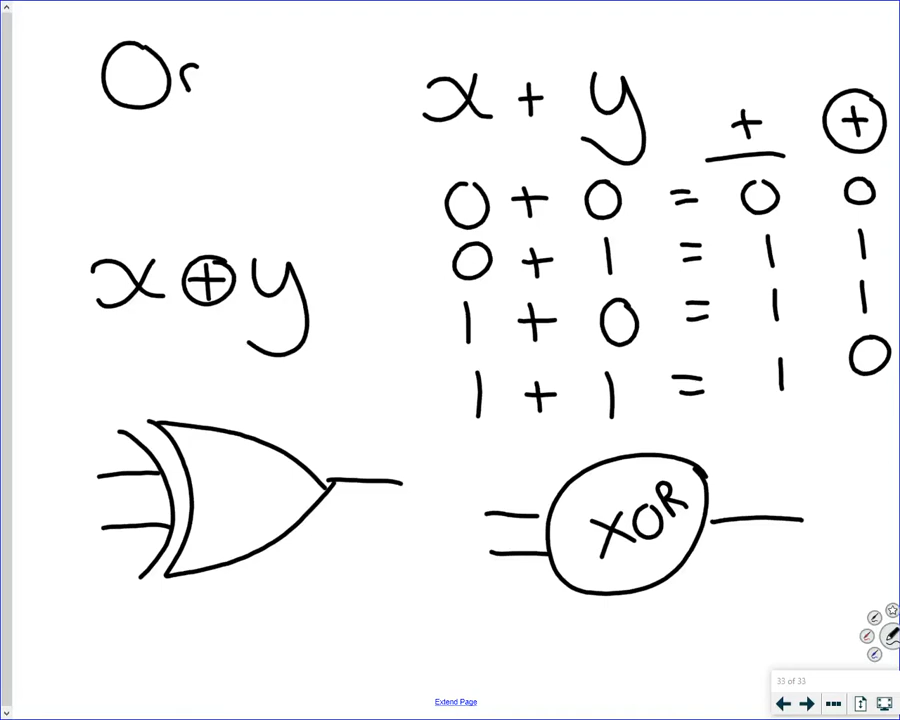 Or
x + y
+ ⊕
0 + 0 = 0 0
0 + 1 = 1 1
1 + 0 = 1 1
1 + 1 = 1 0
x ⊕ y
XOR
33 of 33
Extend Page